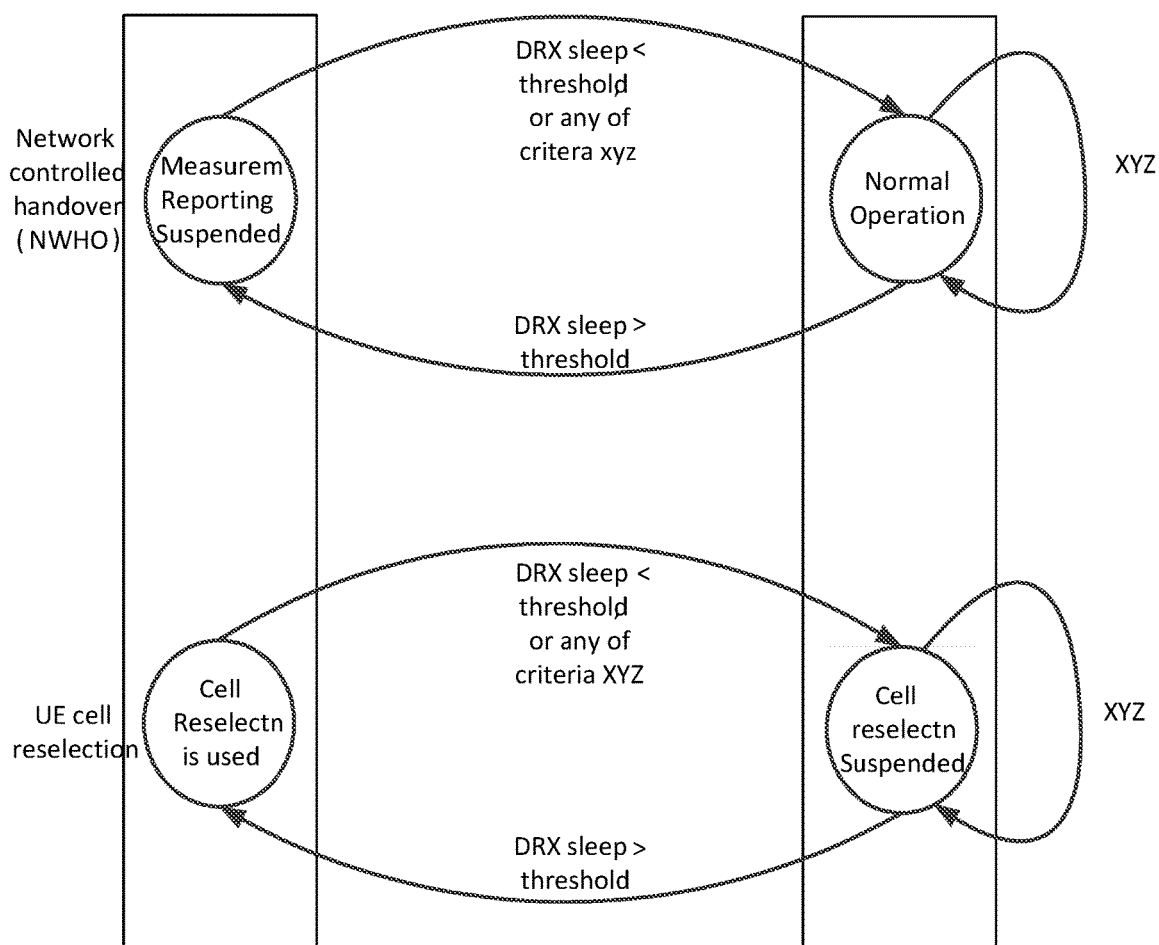 DRX sleep <
threshold,
or any of
critera xyz
Network
controlled
handover
( NWHO )
Measurem
Reporting
Suspended
Normal
Operation
XYZ
DRX sleep >
threshold
DRX sleep <
threshold,
or any of
criteria XYZ
UE cell
reselection
Cell
Reselectn
is used
Cell
reselectn
Suspended
XYZ
DRX sleep >
threshold